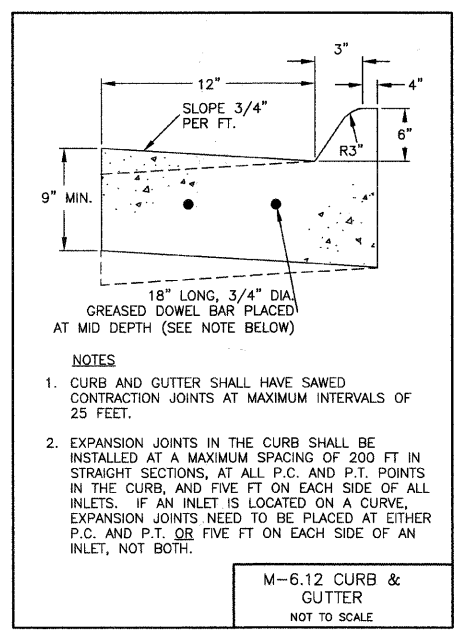 3"
12"
4"
SLOPE 3/4"
PER FT.
6"
R3"
9" MIN.
18" LONG, 3/4" DIA.
GREASED DOWEL BAR PLACED
AT MID DEPTH (SEE NOTE BELOW)
NOTES
1. CURB AND GUTTER SHALL HAVE SAWED
CONTRACTION JOINTS AT MAXIMUM INTERVALS OF
25 FEET.
2. EXPANSION JOINTS IN THE CURB SHALL BE
INSTALLED AT A MAXIMUM SPACING OF 200 FT IN
STRAIGHT SECTIONS, AT ALL P.C. AND P.T. POINTS
IN THE CURB, AND FIVE FT ON EACH SIDE OF ALL
INLETS. IF AN INLET IS LOCATED ON A CURVE,
EXPANSION JOINTS NEED TO BE PLACED AT EITHER
P.C. AND P.T. OR FIVE FT ON EACH SIDE OF AN
INLET, NOT BOTH.
M-6.12 CURB &
GUTTER
NOT TO SCALE